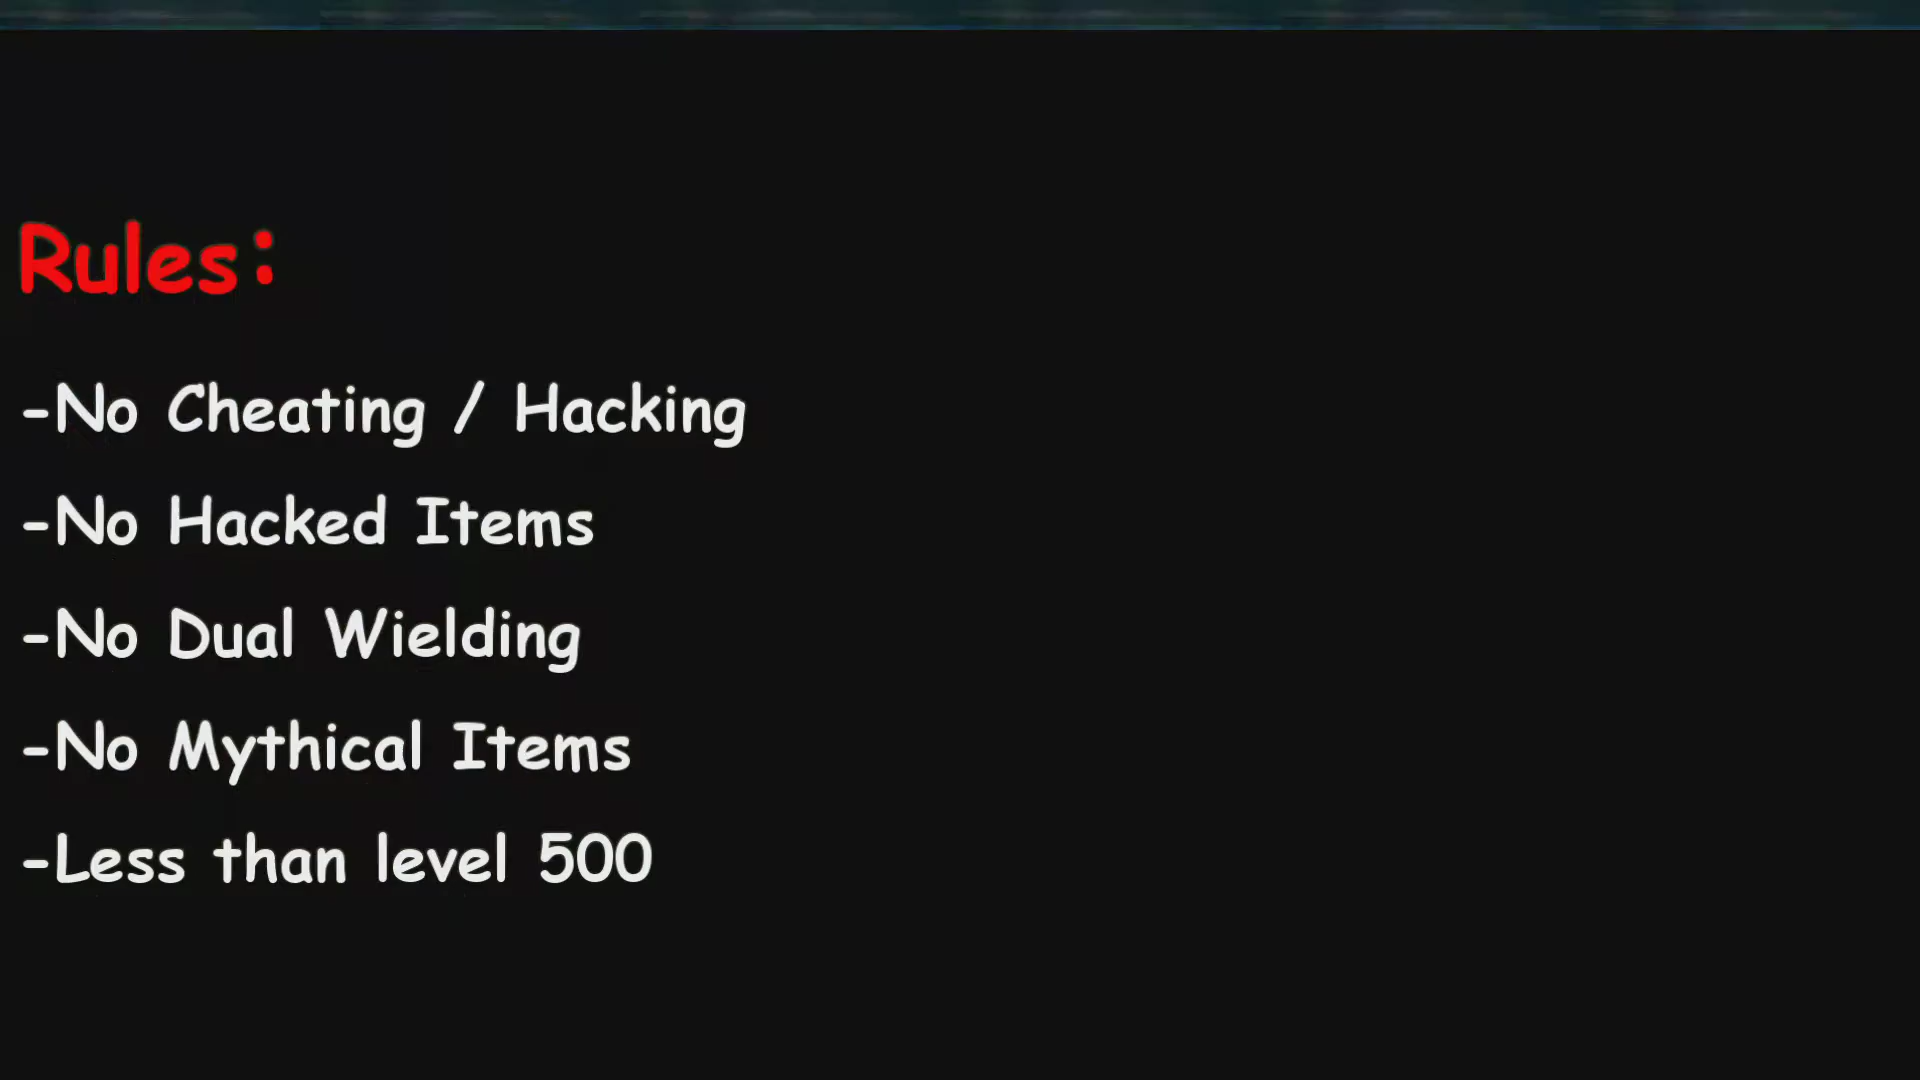 Rules:
-No Cheating / Hacking
-No Hacked Items
-No Dual Wielding
-No Mythical Items
-Less than level 500